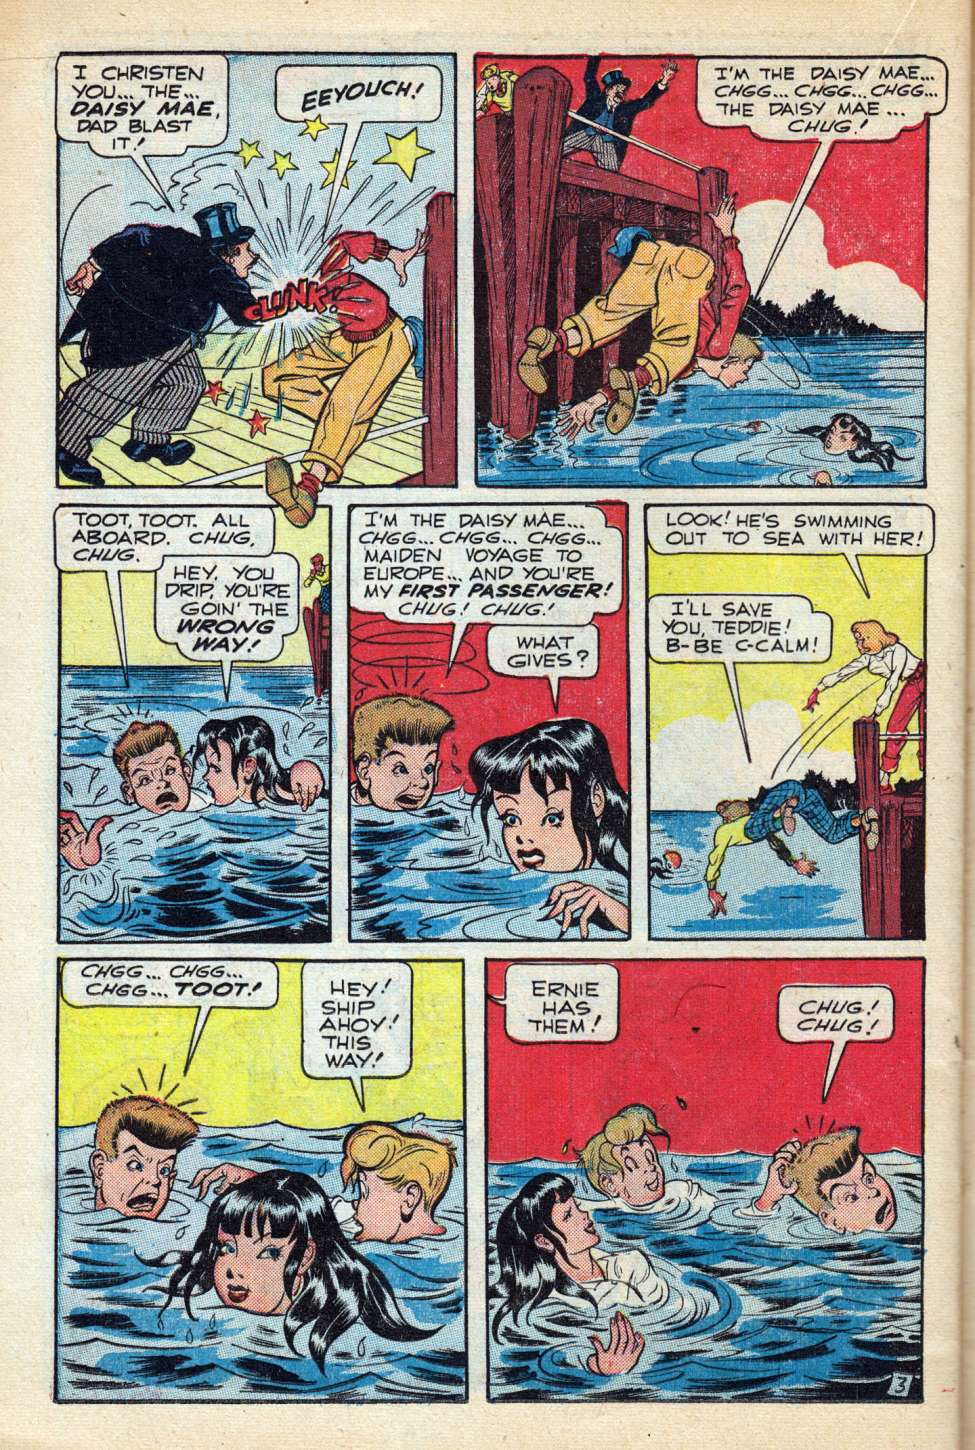 I CHRISTEN
YOU... THE...
DAISY MAE,
DAD BLAST
IT!
EEYOUCH!
CLUNK!
I'M THE DAISY MAE...
CHGG... CHGG... CHGG...
THE DAISY MAE ...
CHUG!
TOOT, TOOT. ALL
ABOARD. CHUG,
CHUG.
HEY, YOU
DRIP, YOU'RE
GOIN' THE
WRONG
WAY!
I'M THE DAISY MAE...
CHGG... CHGG... CHGG...
MAIDEN VOYAGE TO
EUROPE... AND YOU'RE
MY FIRST PASSENGER!
CHUG! CHUG!
WHAT
GIVES?
LOOK! HE'S SWIMMING
OUT TO SEA WITH HER!
I'LL SAVE
YOU, TEDDIE!
B-BE C-CALM!
CHGG... CHGG...
CHGG... TOOT!
HEY!
SHIP
AHOY!
THIS
WAY!
ERNIE
HAS
THEM!
CHUG!
CHUG!
3